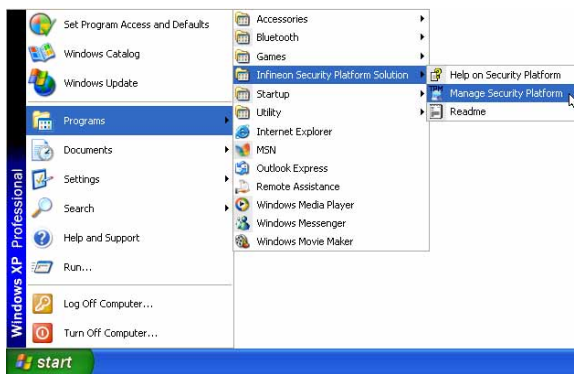 Set Program Access and Defaults
Windows Catalog
Windows Update
Programs
Documents
Settings
Search
Help and Support
Run...
Log Off Computer...
Turn Off Computer...
Windows XP Professional
start
Accessories
Bluetooth
Games
Infineon Security Platform Solution
Startup
Utility
Internet Explorer
MSN
Outlook Express
Remote Assistance
Windows Media Player
Windows Messenger
Windows Movie Maker
Help on Security Platform
TPM
Manage Security Platform
Readme